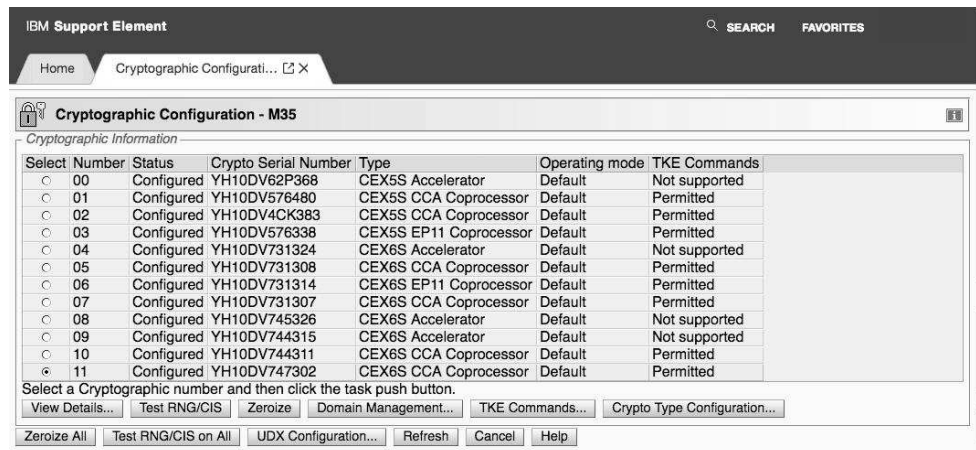 IBM Support Element
SEARCH FAVORITES
Home Cryptographic Configurati...
Cryptographic Configuration - M35
Cryptographic Information
Select Number Status Crypto Serial Number Type Operating mode TKE Commands
00 Configured YH10DV62P368 CEX5S Accelerator Default Not supported
01 Configured YH10DV576480 CEX5S CCA Coprocessor Default Permitted
02 Configured YH10DV4CK383 CEX5S CCA Coprocessor Default Permitted
03 Configured YH10DV576338 CEX5S EP11 Coprocessor Default Permitted
04 Configured YH10DV731324 CEX6S Accelerator Default Not supported
05 Configured YH10DV731308 CEX6S CCA Coprocessor Default Permitted
06 Configured YH10DV731314 CEX6S EP11 Coprocessor Default Permitted
07 Configured YH10DV731307 CEX6S CCA Coprocessor Default Permitted
08 Configured YH10DV745326 CEX6S Accelerator Default Not supported
09 Configured YH10DV744315 CEX6S Accelerator Default Not supported
10 Configured YH10DV744311 CEX6S CCA Coprocessor Default Permitted
11 Configured YH10DV747302 CEX6S CCA Coprocessor Default Permitted
Select a Cryptographic number and then click the task push button.
View Details... Test RNG/CIS Zeroize Domain Management... TKE Commands... Crypto Type Configuration...
Zeroize All Test RNG/CIS on All UDX Configuration... Refresh Cancel Help